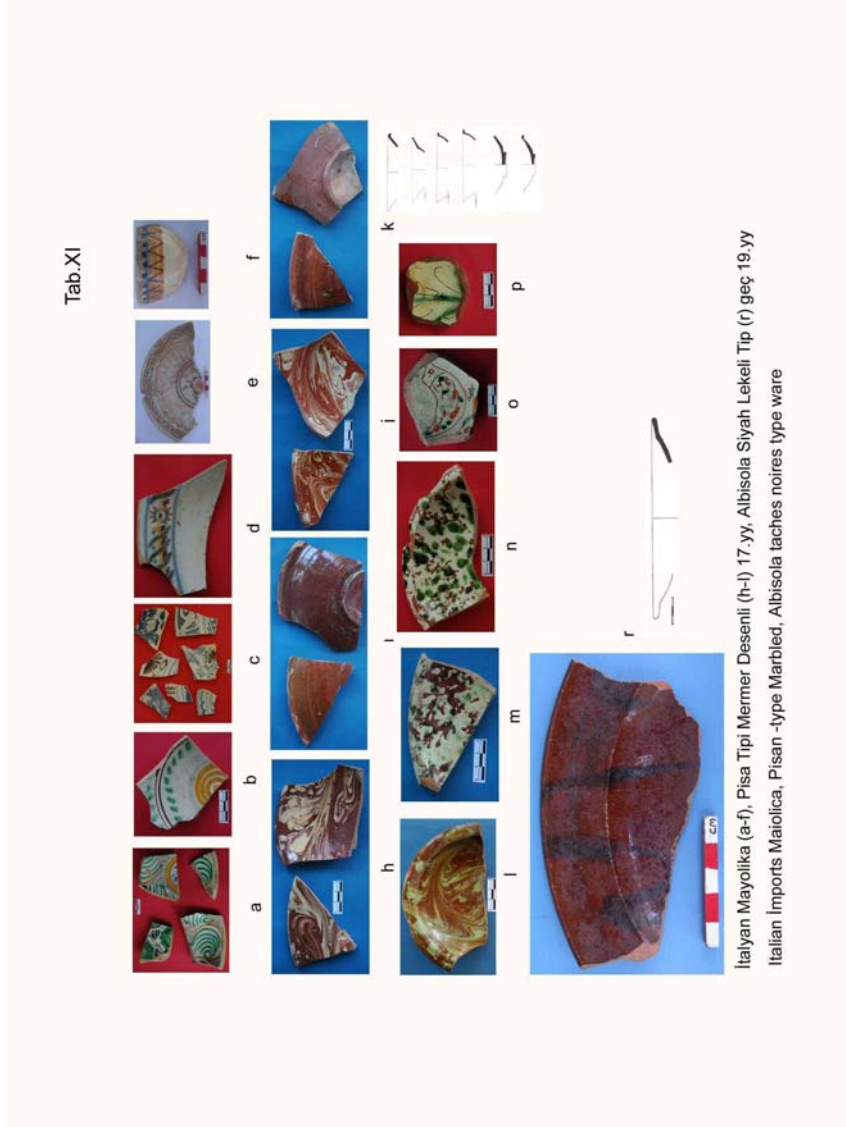 Tab.XI
a
b
c
d
e
f
h
ı
j
k
l
m
n
o
p
r
cm
İtalyan Mayolika (a-f), Pisa Tipi Mermer Desenli (h-l) 17.yy, Albisola Siyah Lekeli Tip (r) geç 19.yy
Italian İmports Maiolica, Pisan -type Marbled, Albisola taches noires type ware